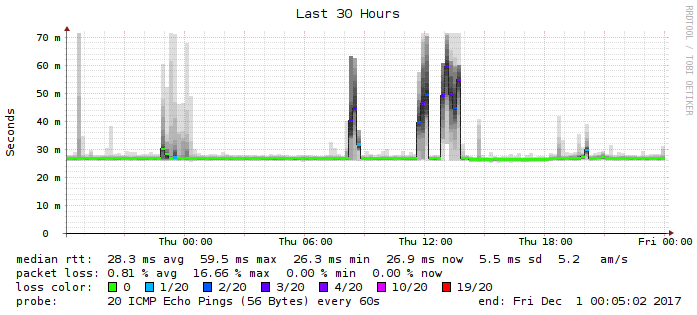 Last 30 Hours
RRDTOOL / TOBI OETIKER
Seconds
70 m
60 m
50 m
40 m
30 m
20 m
10 m
0
Thu 00:00 Thu 06:00 Thu 12:00 Thu 18:00 Fri 00:00
median rtt: 28.3 ms avg 59.5 ms max 26.3 ms min 26.9 ms now 5.5 ms sd 5.2 am/s
packet loss: 0.81 % avg 16.66 % max 0.00 % min 0.00 % now
loss color: 0 1/20 2/20 3/20 4/20 10/20 19/20
probe: 20 ICMP Echo Pings (56 Bytes) every 60s end: Fri Dec 1 00:05:02 2017